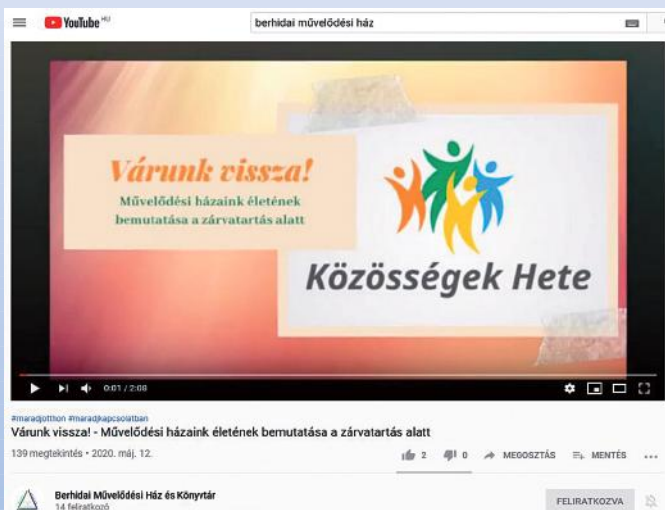 YouTube HU
berhidai művelődési ház
Várunk vissza!
Művelődési házaink életének
bemutatása a zárvatartás alatt
Közösségek Hete
0:01 / 2:08
#maradjotthon #maradjkapcsolatban
Várunk vissza! - Művelődési házaink életének bemutatása a zárvatartás alatt
139 megtekintés • 2020. máj. 12.
2 0 MEGOSZTÁS MENTÉS
Berhidai Művelődési Ház és Könyvtár
14 feliratkozó
FELIRATKOZVA